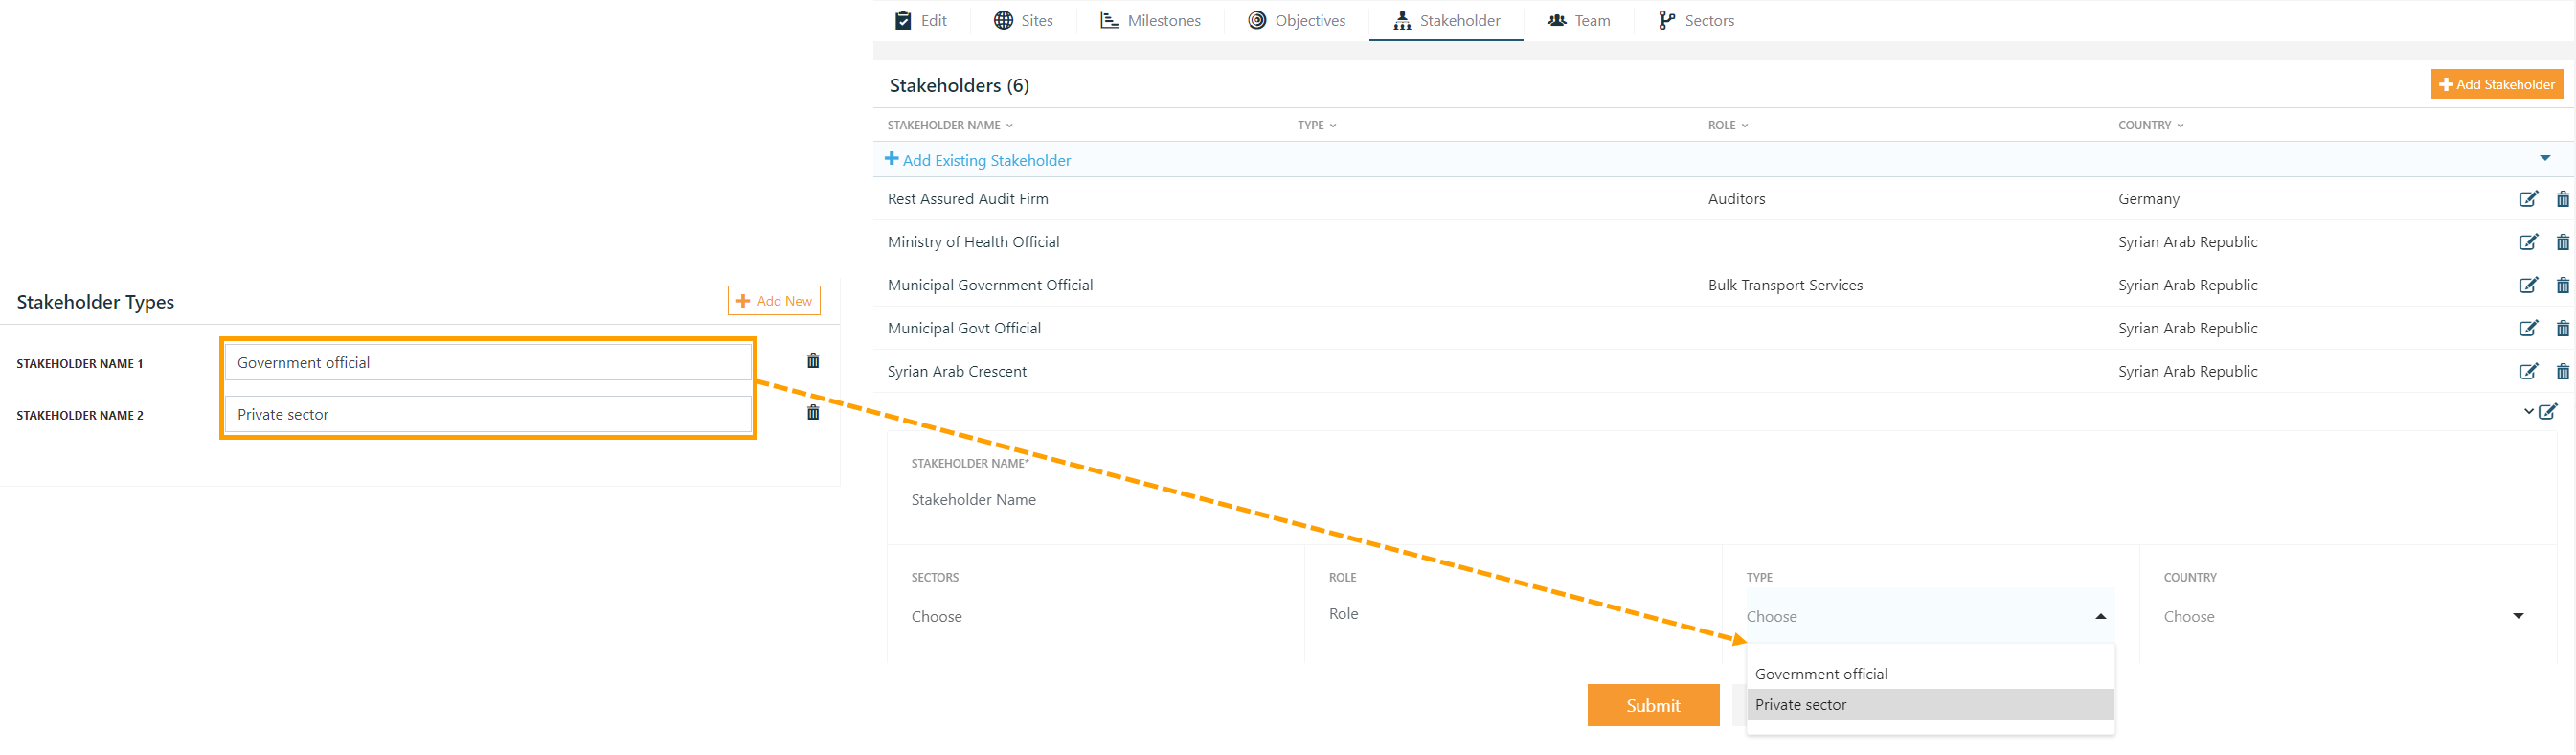 Edit Sites Milestones Objectives Stakeholder Team Sectors
Stakeholders (6) Add Stakeholder
STAKEHOLDER NAME TYPE ROLE COUNTRY
Add Existing Stakeholder
Rest Assured Audit Firm Auditors Germany
Ministry of Health Official Syrian Arab Republic
Municipal Government Official Bulk Transport Services Syrian Arab Republic
Municipal Govt Official Syrian Arab Republic
Syrian Arab Crescent Syrian Arab Republic
Stakeholder Types Add New
STAKEHOLDER NAME 1 Government official
STAKEHOLDER NAME 2 Private sector
STAKEHOLDER NAME*
Stakeholder Name
SECTORS ROLE TYPE COUNTRY
Choose Role Choose Choose
Government official
Private sector
Submit